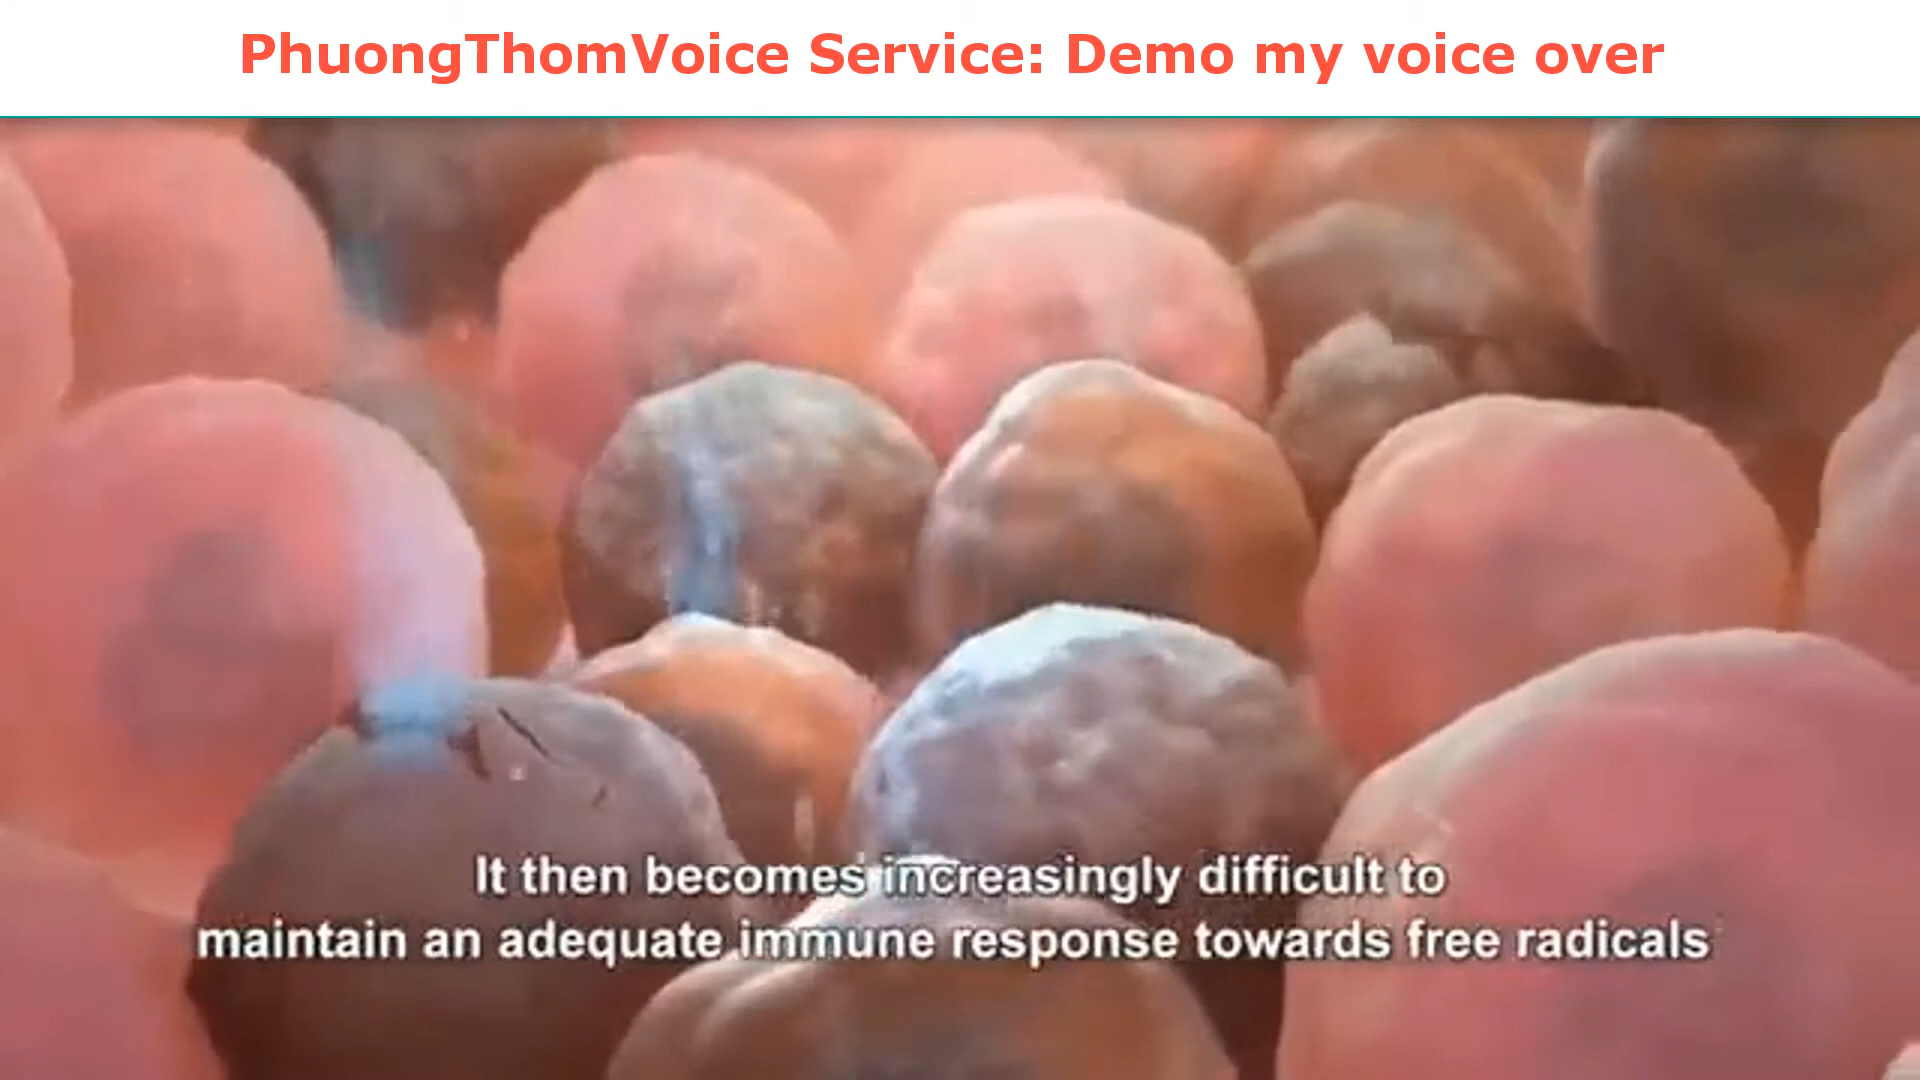 PhuongThomVoice Service: Demo my voice over
It then becomes increasingly difficult to
maintain an adequate immune response towards free radicals